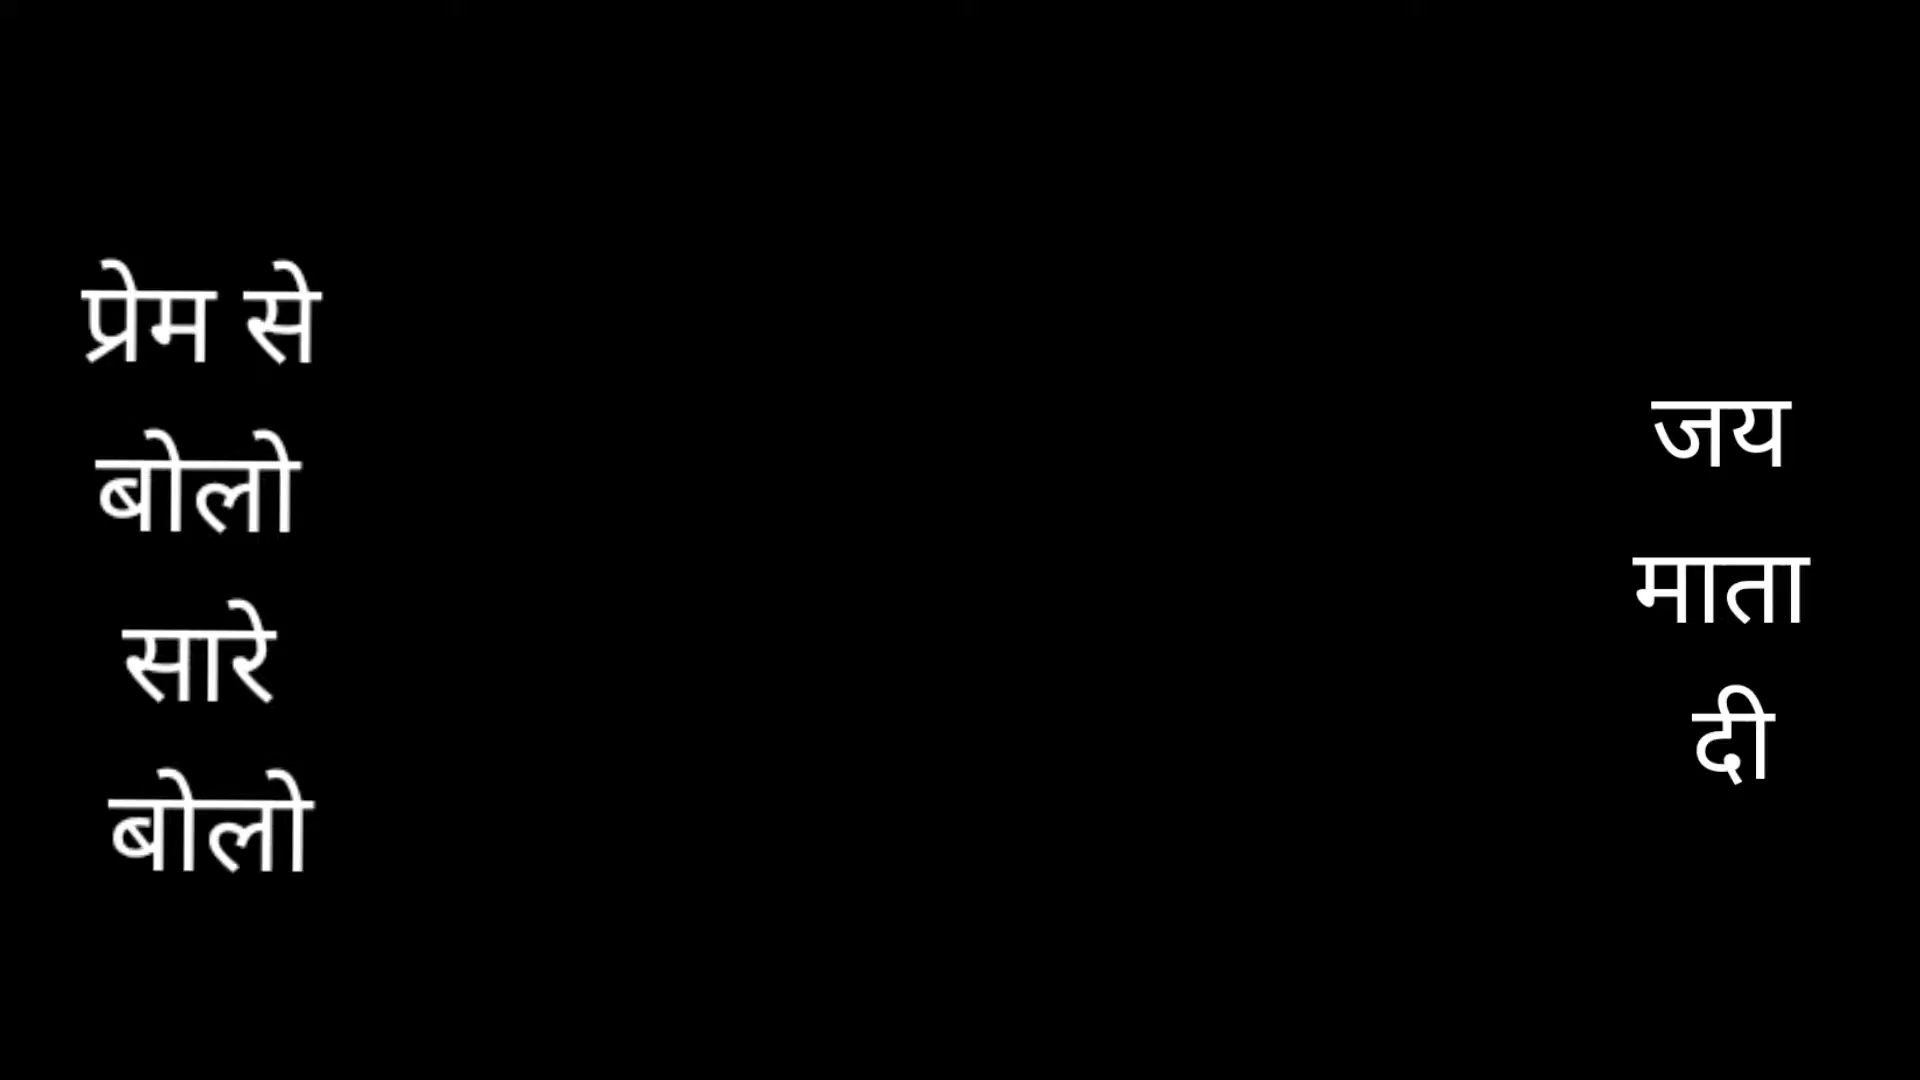 प्रेम से
बोलो
सारे
बोलो
जय
माता
दी